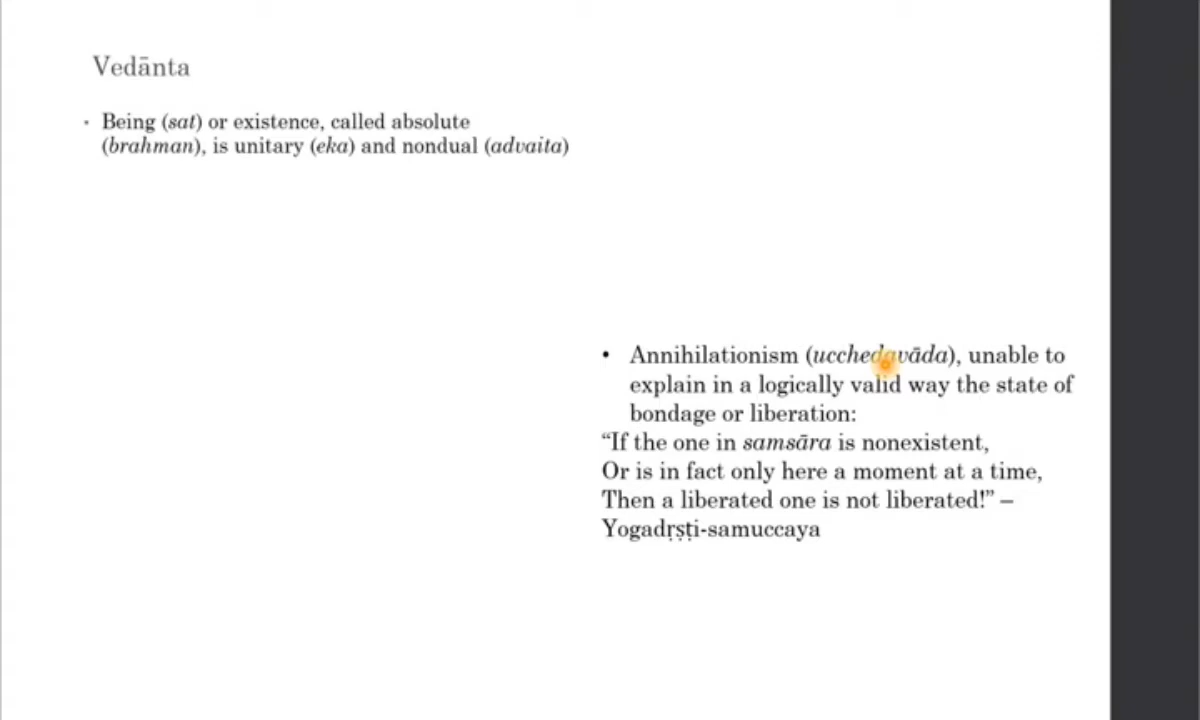 Vedānta
· Being (sat) or existence, called absolute
(brahman), is unitary (eka) and nondual (advaita)
• Annihilationism (ucchedavāda), unable to
explain in a logically valid way the state of
bondage or liberation:
“If the one in samsāra is nonexistent,
Or is in fact only here a moment at a time,
Then a liberated one is not liberated!” –
Yogadṛṣṭi-samuccaya